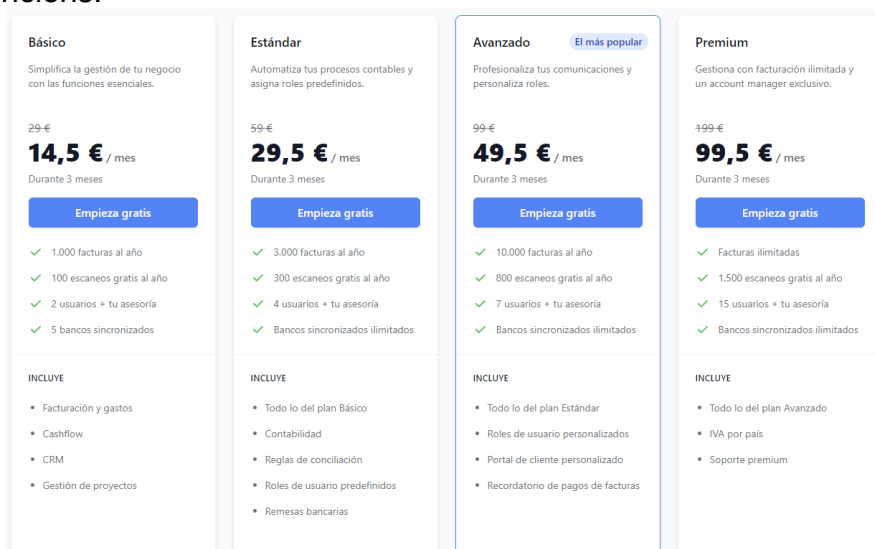 Básico
Simplifica la gestión de tu negocio
con las funciones esenciales.
29 €
14,5 € / mes
Durante 3 meses
Empieza gratis
1.000 facturas al año
100 escaneos gratis al año
2 usuarios + tu asesoría
5 bancos sincronizados
INCLUYE
Facturación y gastos
Cashflow
CRM
Gestión de proyectos
Estándar
Automatiza tus procesos contables y
asigna roles predefinidos.
59 €
29,5 € / mes
Durante 3 meses
Empieza gratis
3.000 facturas al año
300 escaneos gratis al año
4 usuarios + tu asesoría
Bancos sincronizados ilimitados
INCLUYE
Todo lo del plan Básico
Contabilidad
Reglas de conciliación
Roles de usuario predefinidos
Remesas bancarias
Avanzado
El más popular
Profesionaliza tus comunicaciones y
personaliza roles.
99 €
49,5 € / mes
Durante 3 meses
Empieza gratis
10.000 facturas al año
800 escaneos gratis al año
7 usuarios + tu asesoría
Bancos sincronizados ilimitados
INCLUYE
Todo lo del plan Estándar
Roles de usuario personalizados
Portal de cliente personalizado
Recordatorio de pagos de facturas
Premium
Gestiona con facturación ilimitada y
un account manager exclusivo.
199 €
99,5 € / mes
Durante 3 meses
Empieza gratis
Facturas ilimitadas
1.500 escaneos gratis al año
15 usuarios + tu asesoría
Bancos sincronizados ilimitados
INCLUYE
Todo lo del plan Avanzado
IVA por país
Soporte premium